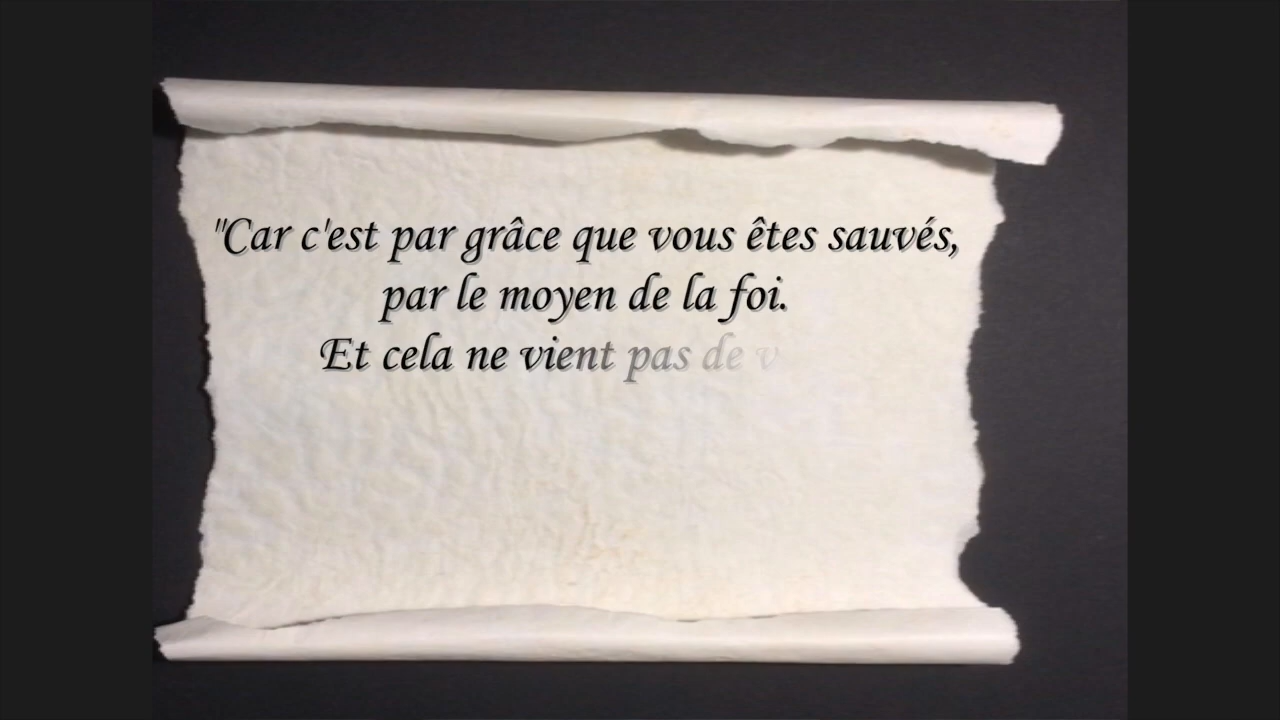 "Car c'est par grâce que vous êtes sauvés,
par le moyen de la foi.
Et cela ne vient pas de v